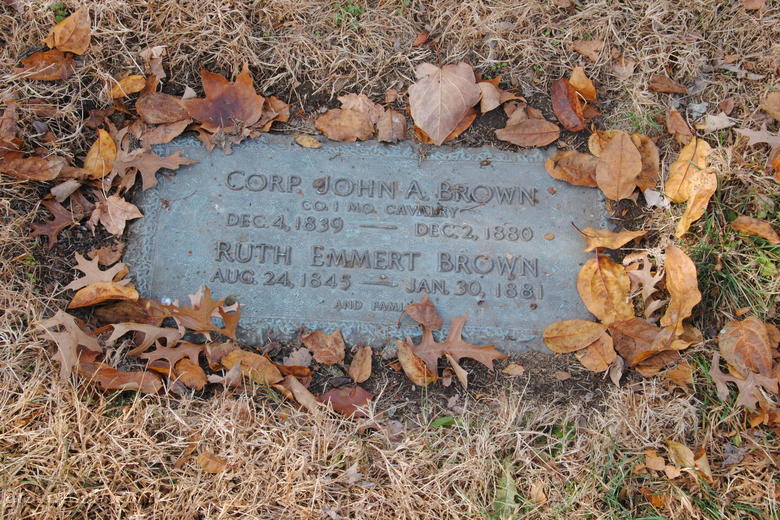 CORP. JOHN A. BROWN
CO. I MO. CAVALRY
DEC. 4, 1839 — DEC. 2, 1880
RUTH EMMERT BROWN
AUG. 24, 1845 — JAN. 30, 1881
AND